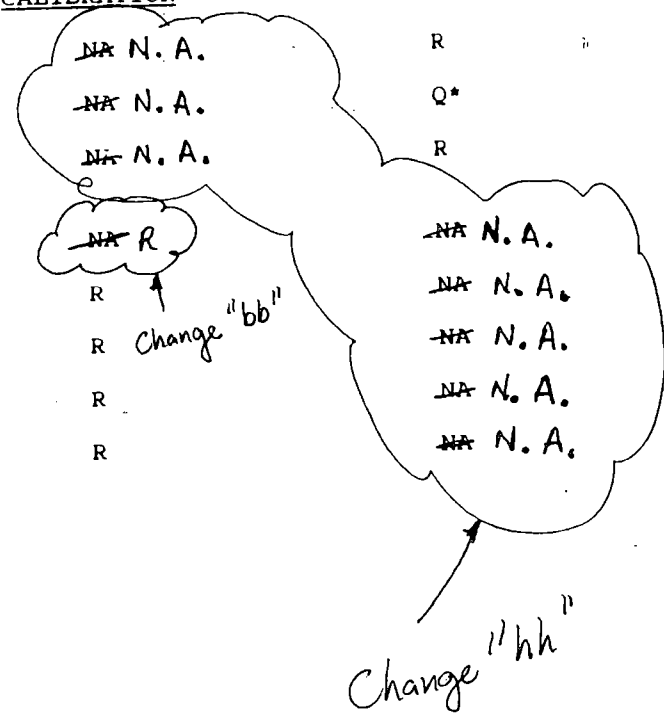 CALIBRATION
NA N. A. R
NA N. A. Q*
NA N. A. R
NA R NA N. A.
R NA N. A.
R Change "bb" NA N. A.
R NA N. A.
R NA N. A.
Change "hh"